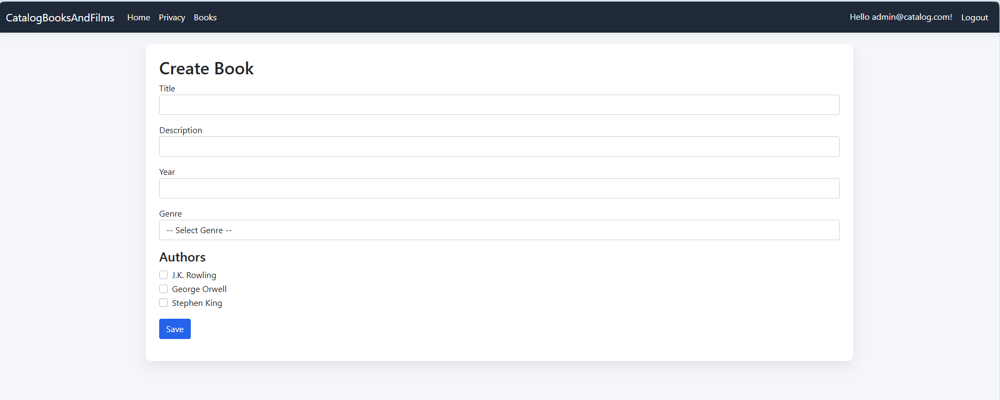 CatalogBooksAndFilms Home Privacy Books Hello admin@catalog.com! Logout
Create Book
Title
Description
Year
Genre
-- Select Genre --
Authors
J.K. Rowling
George Orwell
Stephen King
Save